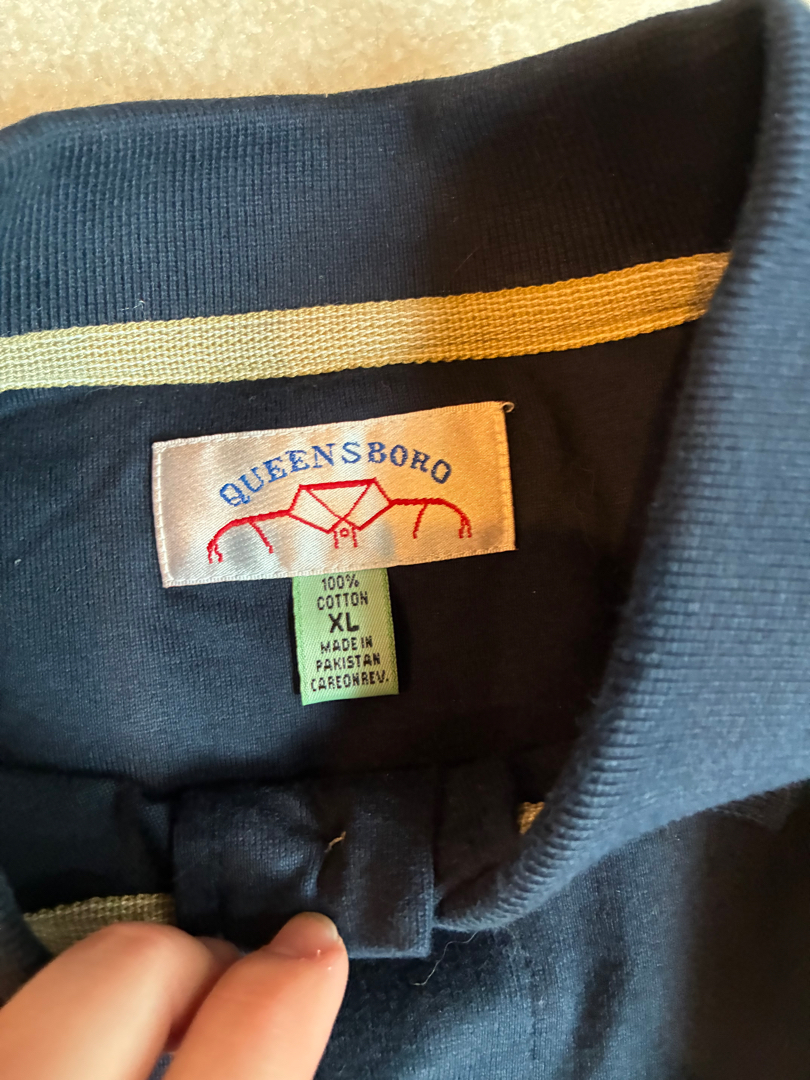 QUEENSBORO
100%
COTTON
XL
MADE IN
PAKISTAN
CAREONREV.